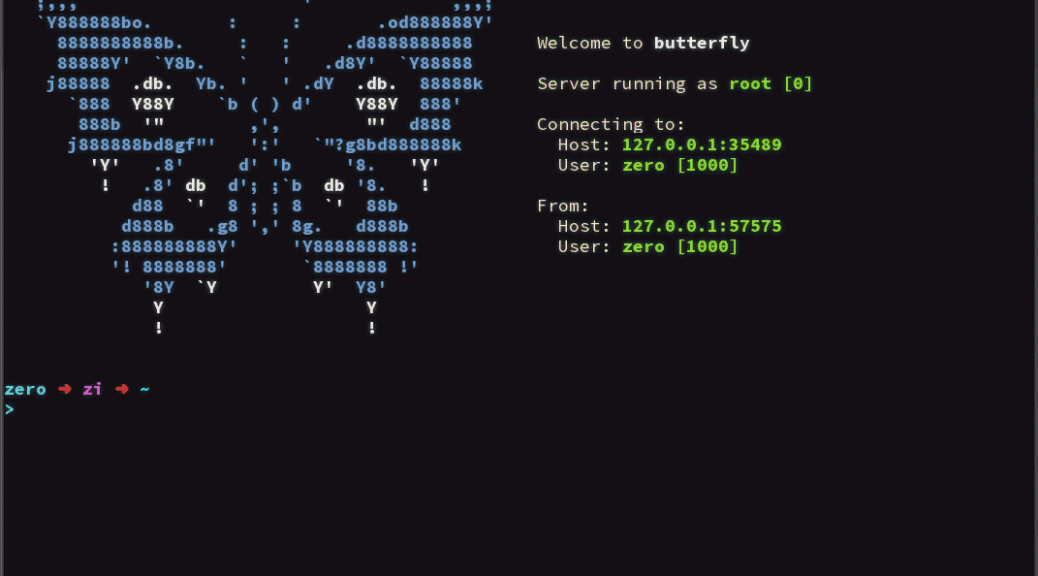 ;,,, ' ,,,;
`Y888888bo. : : .od888888Y'
8888888888b. : : .d8888888888
88888Y' `Y8b. ` ' .d8Y' `Y88888
j88888 .db. Yb. ' ' .dY .db. 88888k
`888 Y88Y `b ( ) d' Y88Y 888'
888b '" ,', "' d888
j888888bd8gf"' ':' `"?g8bd888888k
'Y' .8' d' 'b '8. 'Y'
! .8' db d'; ;`b db '8. !
d88 `' 8 ; ; 8 `' 88b
d888b .g8 ',' 8g. d888b
:888888888Y' 'Y888888888:
'! 8888888' `8888888 !'
'8Y `Y Y' Y8'
Y Y
! !
Welcome to butterfly
Server running as root [0]
Connecting to:
Host: 127.0.0.1:35489
User: zero [1000]
From:
Host: 127.0.0.1:57575
User: zero [1000]
zero ➜ zi ➜ ~
>